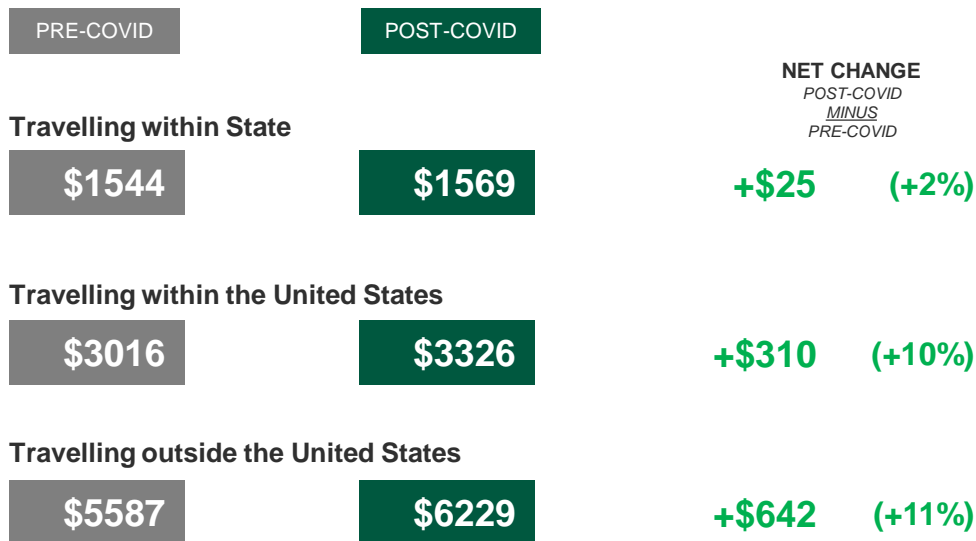 PRE-COVID POST-COVID
NET CHANGE
POST-COVID
MINUS
PRE-COVID
Travelling within State
$1544 $1569 +$25 (+2%)
Travelling within the United States
$3016 $3326 +$310 (+10%)
Travelling outside the United States
$5587 $6229 +$642 (+11%)